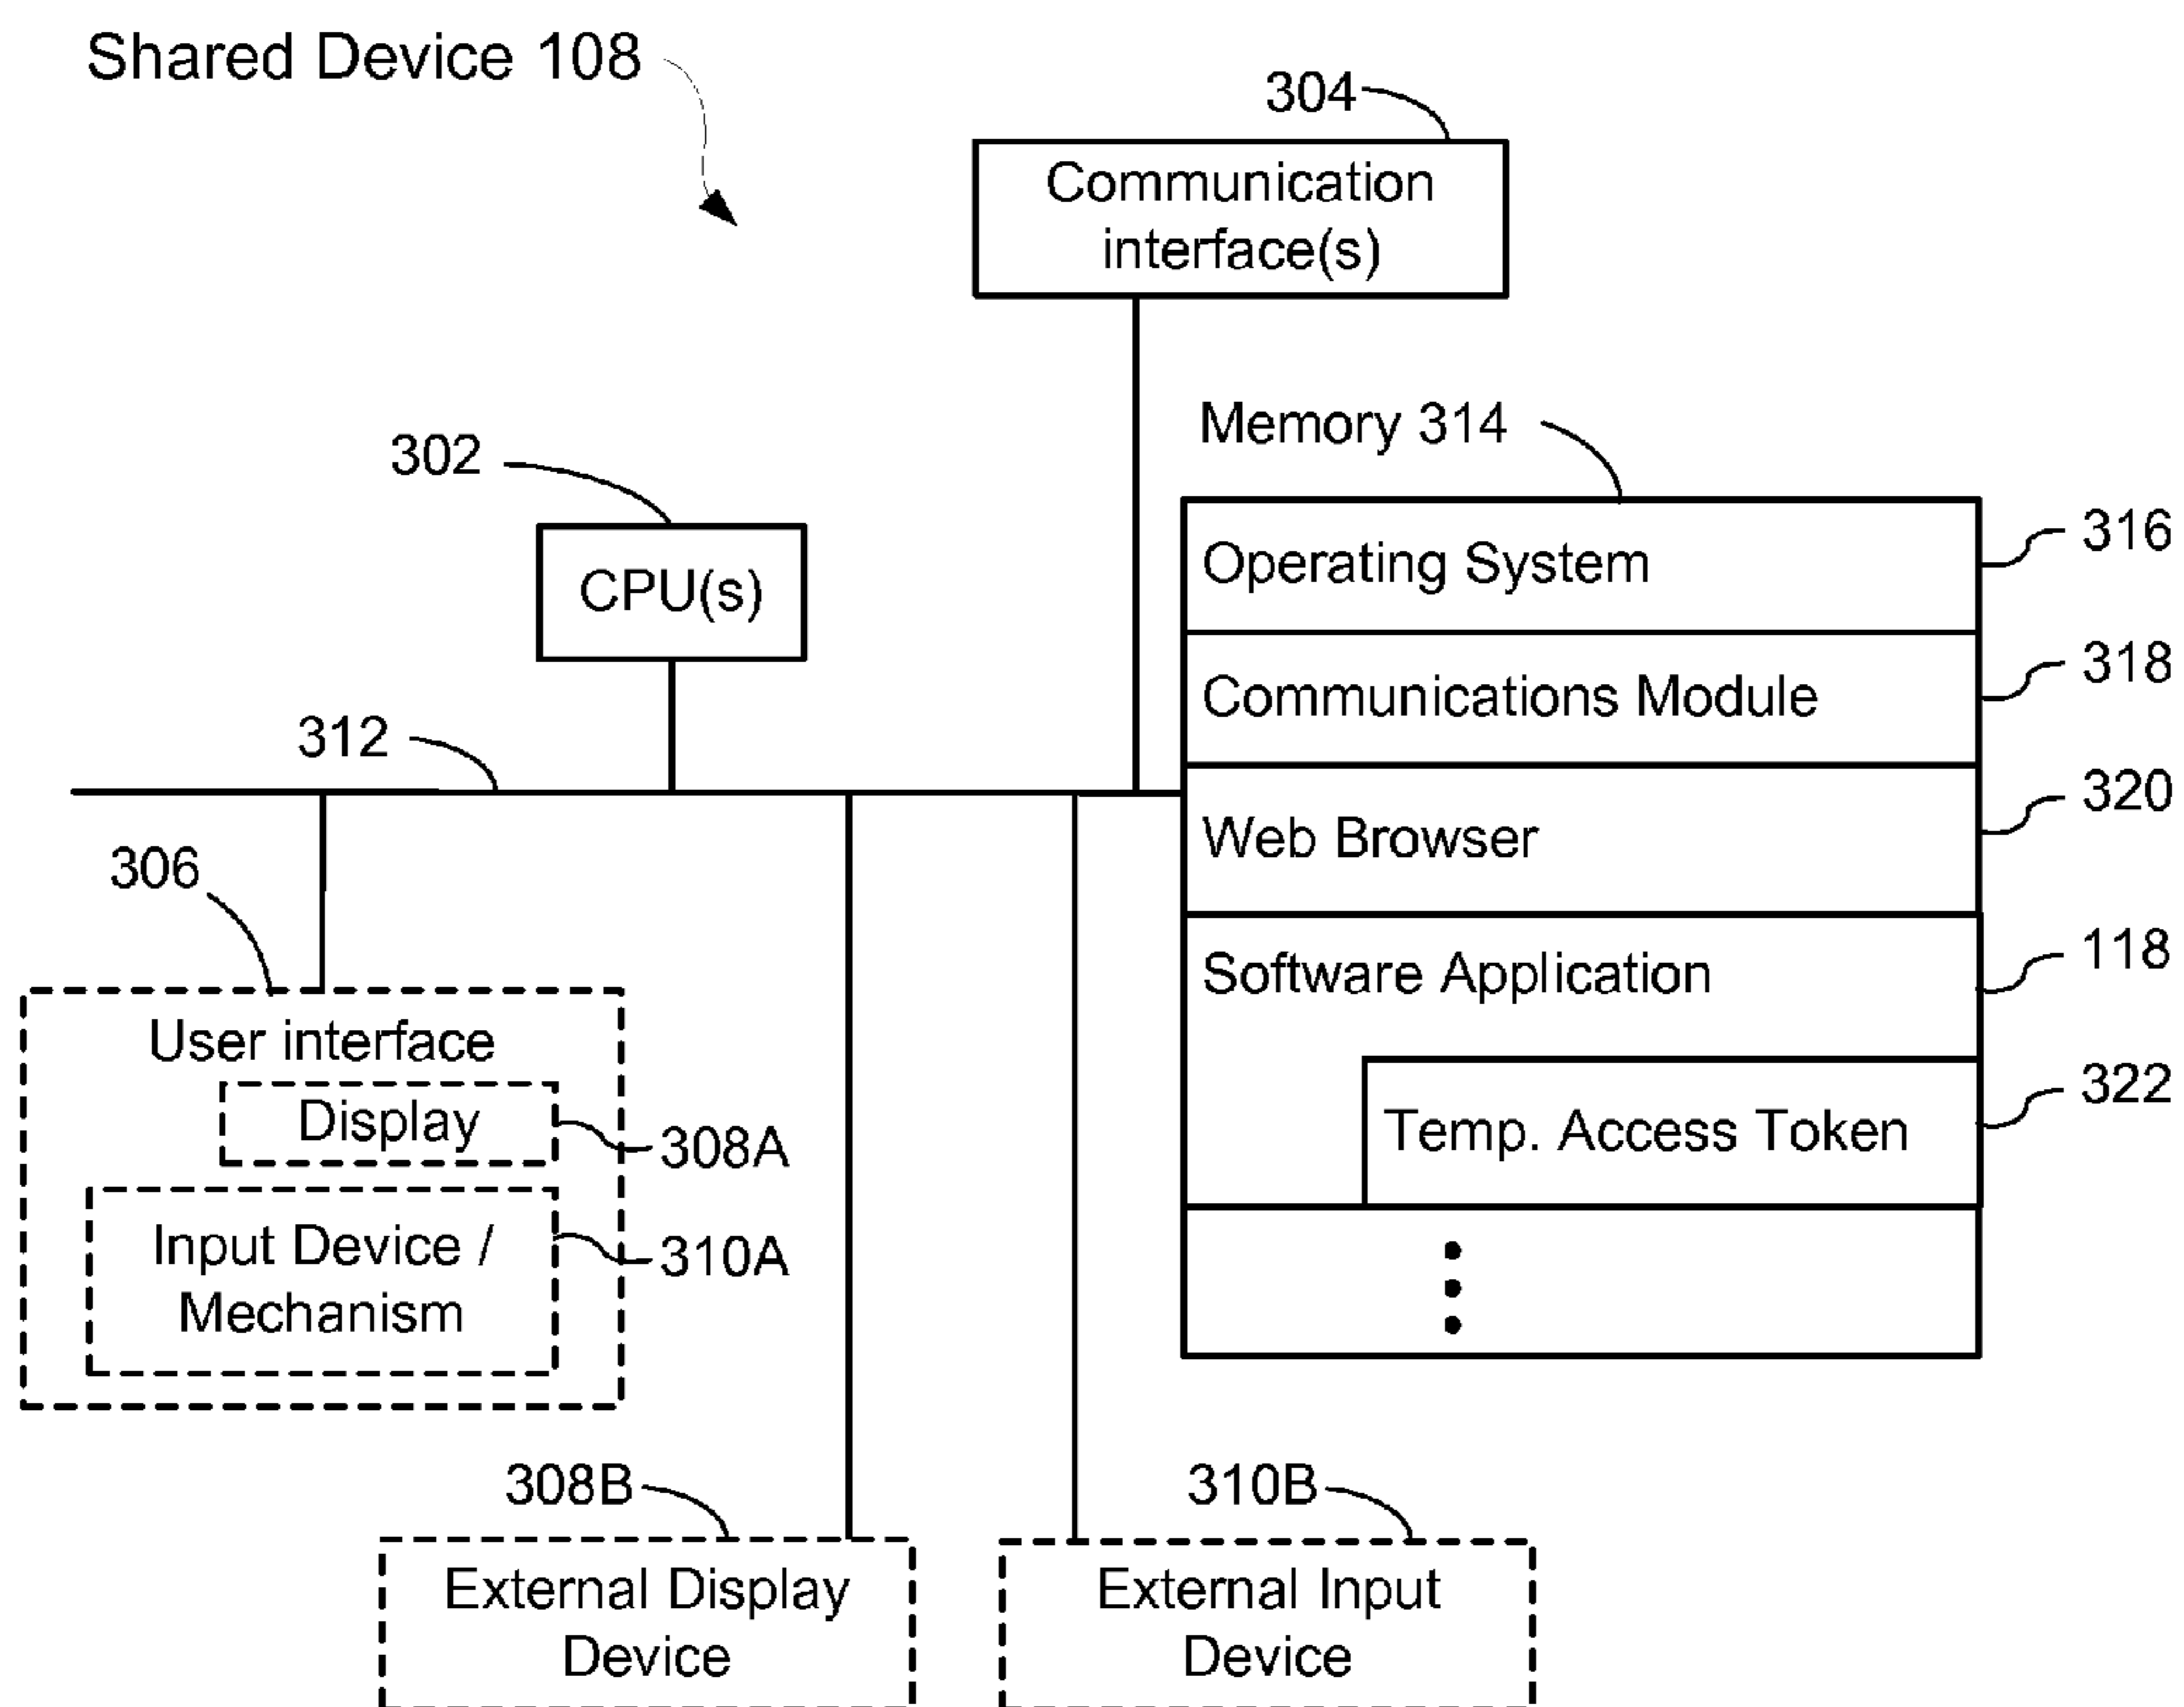 Shared Device 108
304
Communication
interface(s)
302
CPU(s)
312
Memory 314
Operating System
316
Communications Module
318
Web Browser
320
Software Application
118
Temp. Access Token
322
306
User interface
Display
308A
Input Device /
Mechanism
310A
308B
External Display
Device
310B
External Input
Device